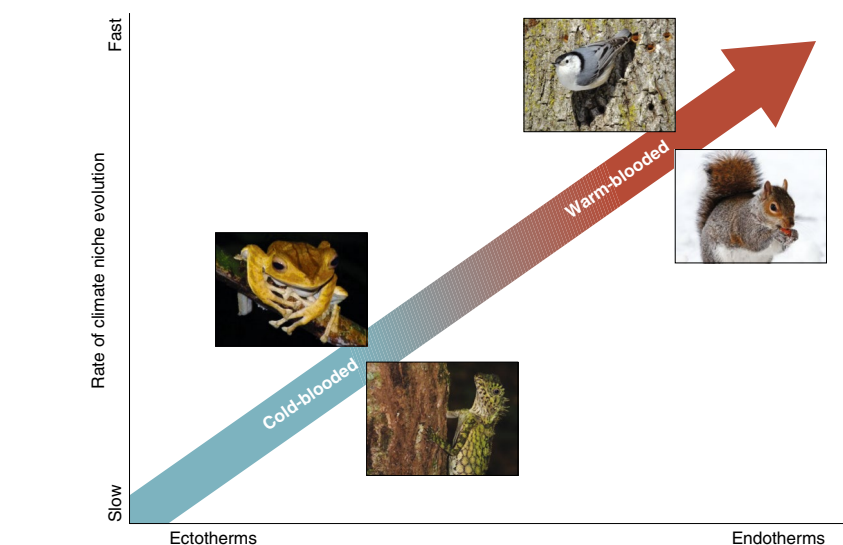 Fast
Rate of climate niche evolution
Slow
Warm-blooded
Cold-blooded
Ectotherms
Endotherms